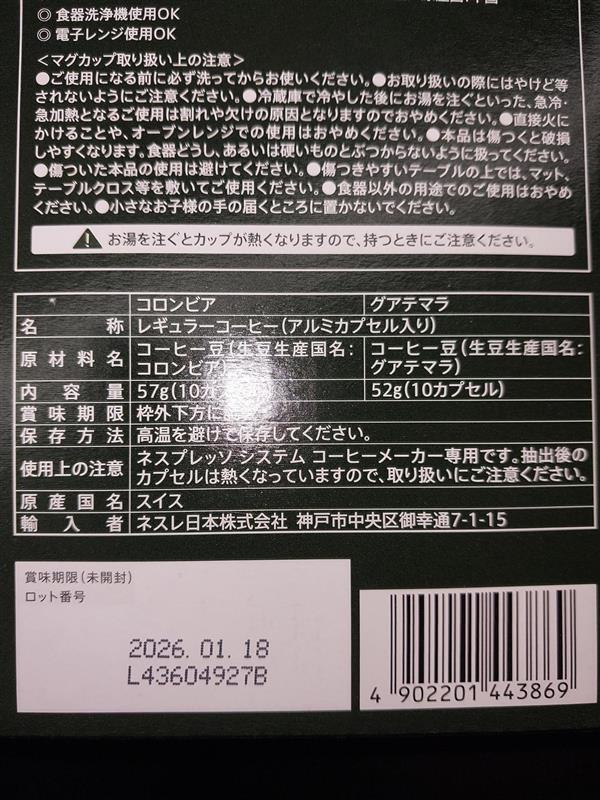 ◎ 食器洗浄機使用OK
◎ 電子レンジ使用OK
<マグカップ取り扱い上の注意>
●ご使用になる前に必ず洗ってからお使いください。●お取り扱いの際にはやけど等
されないようにご注意ください。●冷蔵庫で冷やした後にお湯を注ぐといった、急冷・
急加熱となるご使用は割れや欠けの原因となりますのでおやめください。●直接火に
かけることや、オーブンレンジでの使用はおやめください。●本品は傷つくと破損
しやすくなります。食器どうし、あるいは硬いものとぶつからないように扱ってください。
●傷ついた本品の使用は避けてください。●傷つきやすいテーブルの上では、マット、
テーブルクロス等を敷いてご使用ください。●食器以外の用途でのご使用はおやめ
ください。●小さなお子様の手の届くところに置かないでください。
お湯を注ぐとカップが熱くなりますので、持つときにご注意ください。
コロンビア グアテマラ
名称 レギュラーコーヒー(アルミカプセル入り)
原材料名 コーヒー豆(生豆生産国名: コーヒー豆(生豆生産国名:
コロンビア グアテマラ)
内容量 57g(10カ 52g(10カプセル)
賞味期限 枠外下方に
保存方法 高温を避けて保存してください。
使用上の注意 ネスプレッソ システム コーヒーメーカー専用です。抽出後の
カプセルは熱くなっていますので、取り扱いにご注意ください。
原産国名 スイス
輸入者 ネスレ日本株式会社 神戸市中央区御幸通7-1-15
賞味期限(未開封)
ロット番号
2026. 01. 18
L43604927B
4 902201 443869